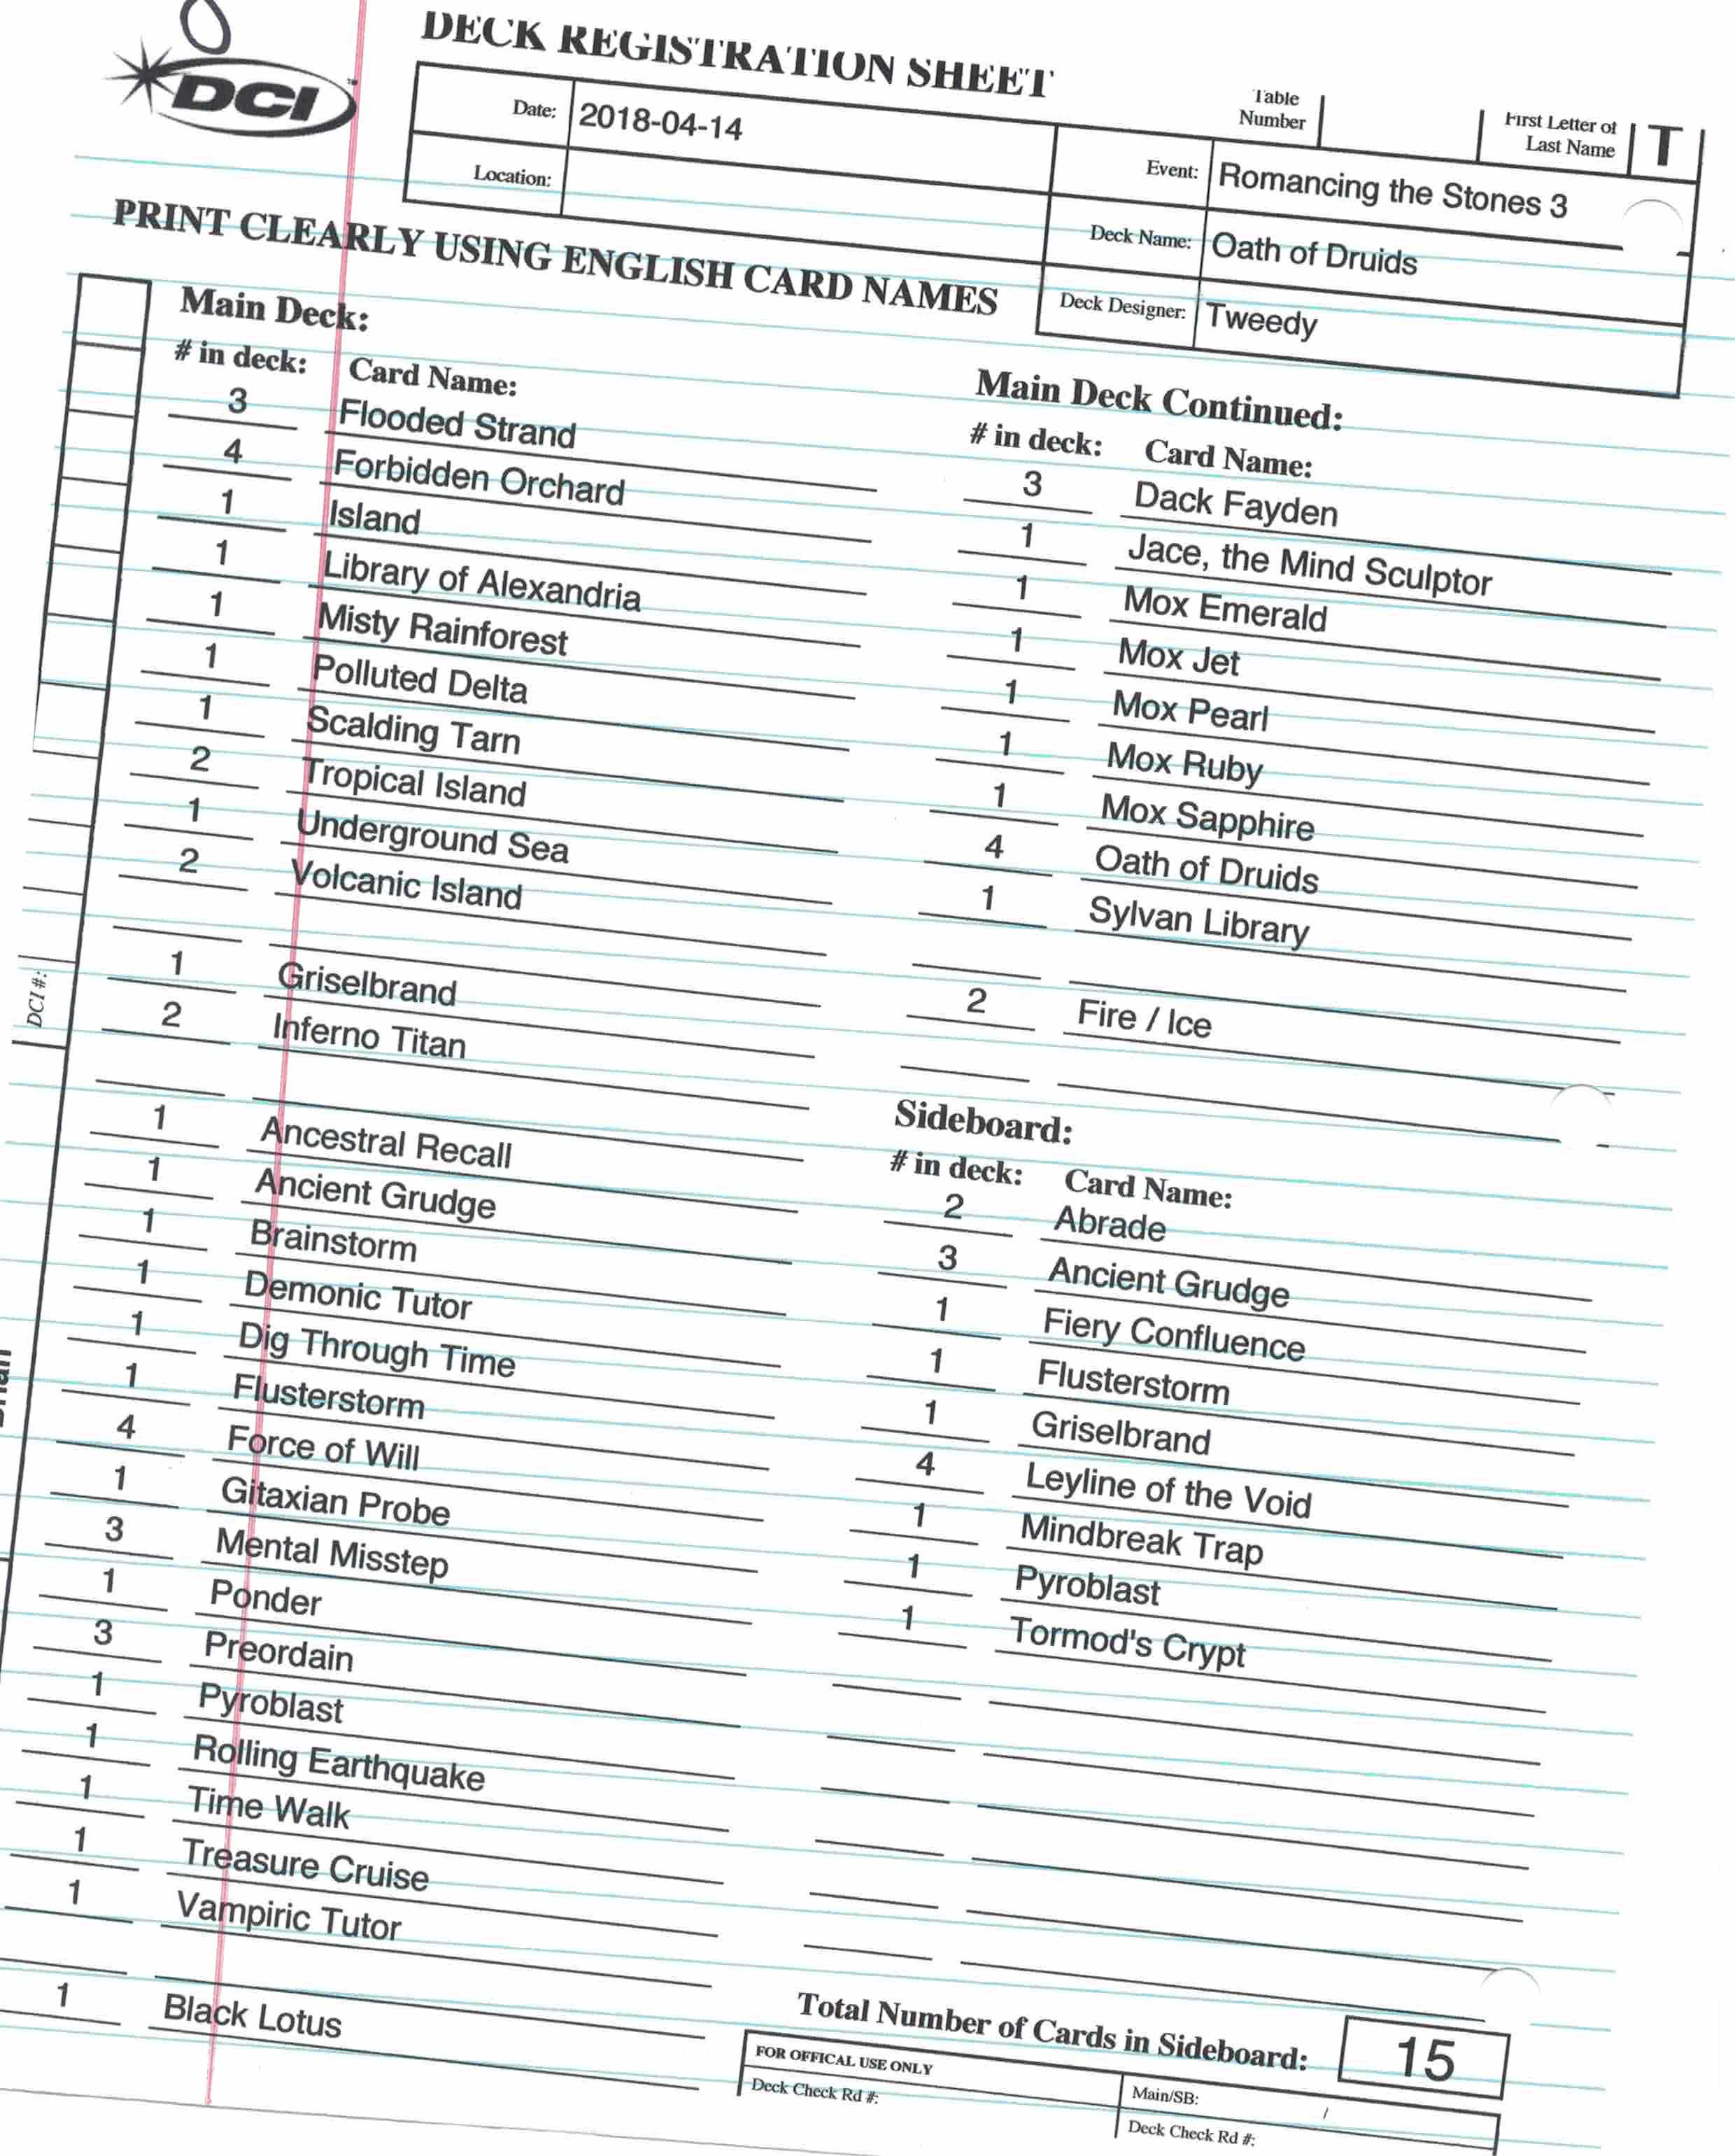 DCI
DECK REGISTRATION SHEET
Table Number
First Letter of Last Name T
Date: 2018-04-14
Event: Romancing the Stones 3
Location:
Deck Name: Oath of Druids
Deck Designer: Tweedy
PRINT CLEARLY USING ENGLISH CARD NAMES
Main Deck:
# in deck: Card Name:
3 Flooded Strand
4 Forbidden Orchard
1 Island
1 Library of Alexandria
1 Misty Rainforest
1 Polluted Delta
1 Scalding Tarn
2 Tropical Island
1 Underground Sea
2 Volcanic Island
1 Griselbrand
2 Inferno Titan
1 Ancestral Recall
1 Ancient Grudge
1 Brainstorm
1 Demonic Tutor
1 Dig Through Time
1 Flusterstorm
4 Force of Will
1 Gitaxian Probe
3 Mental Misstep
1 Ponder
3 Preordain
1 Pyroblast
1 Rolling Earthquake
1 Time Walk
1 Treasure Cruise
1 Vampiric Tutor
1 Black Lotus
Main Deck Continued:
# in deck: Card Name:
3 Dack Fayden
1 Jace, the Mind Sculptor
1 Mox Emerald
1 Mox Jet
1 Mox Pearl
1 Mox Ruby
1 Mox Sapphire
4 Oath of Druids
1 Sylvan Library
2 Fire / Ice
Sideboard:
# in deck: Card Name:
2 Abrade
3 Ancient Grudge
1 Fiery Confluence
1 Flusterstorm
1 Griselbrand
4 Leyline of the Void
1 Mindbreak Trap
1 Pyroblast
1 Tormod's Crypt
Total Number of Cards in Sideboard: 15
FOR OFFICAL USE ONLY
Deck Check Rd #:
Main/SB: /
Deck Check Rd #:
DCI #: